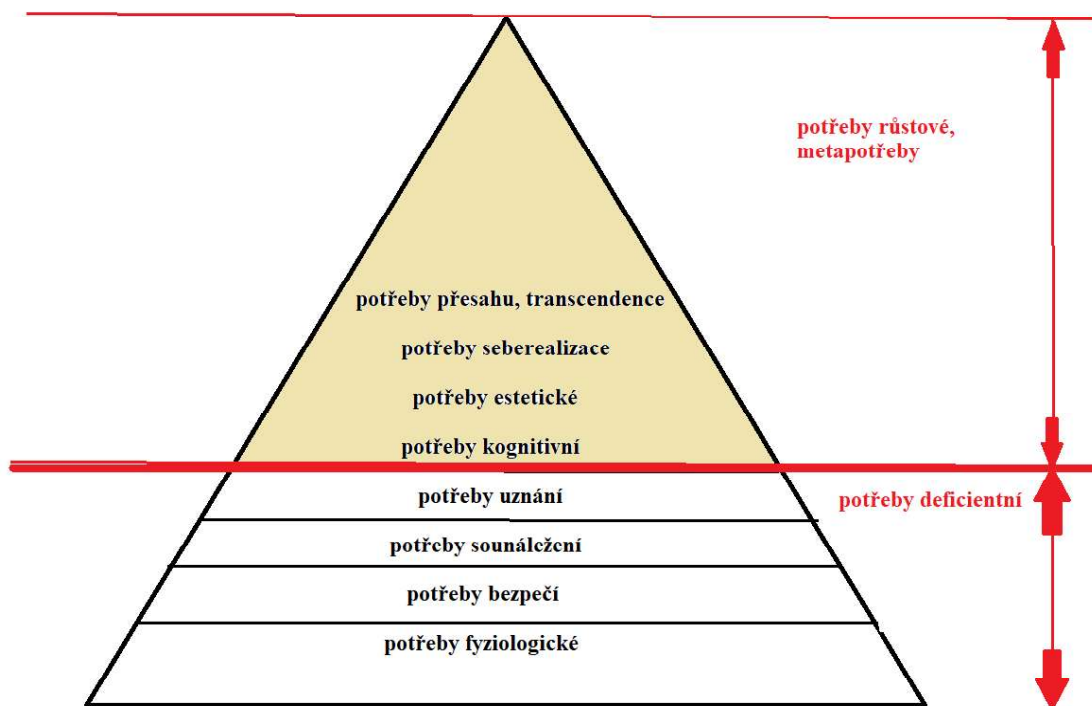 potřeby růstové,
metapotřeby
potřeby přesahu, transcendence
potřeby seberealizace
potřeby estetické
potřeby kognitivní
potřeby uznání
potřeby deficientní
potřeby sounáležení
potřeby bezpečí
potřeby fyziologické